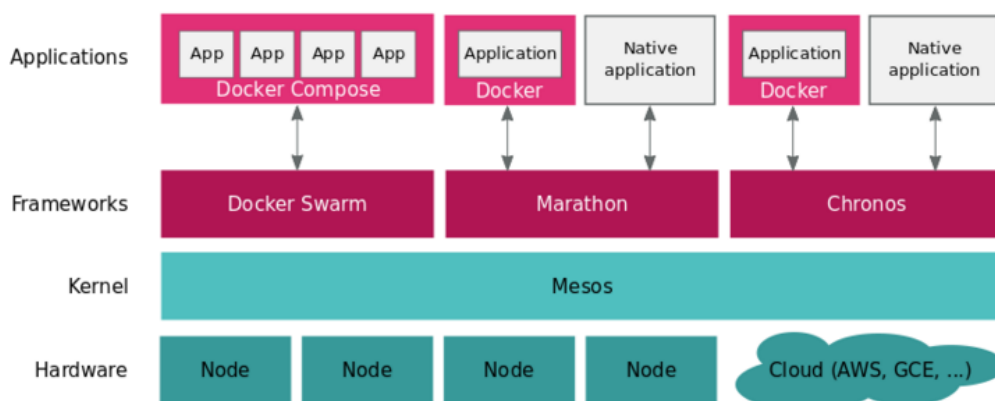 Applications
App App App App
Docker Compose
Application
Docker
Native
application
Application
Docker
Native
application
Frameworks
Docker Swarm
Marathon
Chronos
Kernel
Mesos
Hardware
Node
Node
Node
Node
Cloud (AWS, GCE, ...)